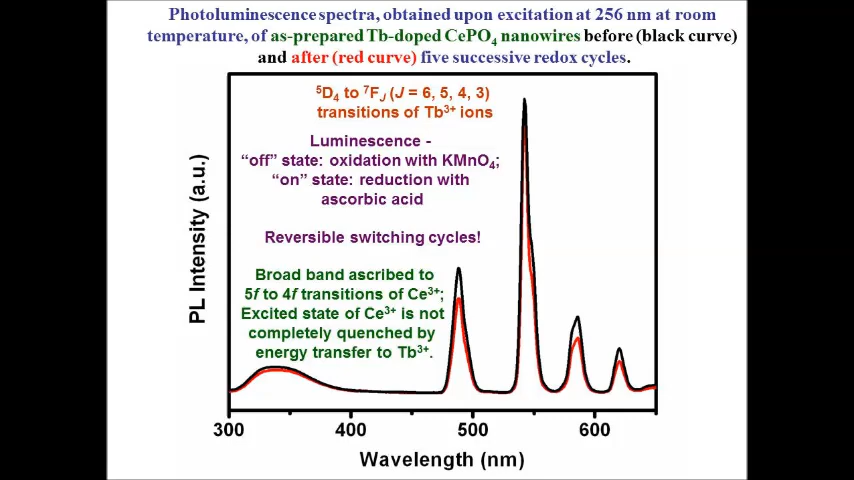 Photoluminescence spectra, obtained upon excitation at 256 nm at room
temperature, of as-prepared Tb-doped CePO₄ nanowires before (black curve)
and after (red curve) five successive redox cycles.
⁵D₄ to ⁷F_J (J = 6, 5, 4, 3)
transitions of Tb³⁺ ions
Luminescence -
“off” state: oxidation with KMnO₄;
“on” state: reduction with
ascorbic acid
Reversible switching cycles!
Broad band ascribed to
5f to 4f transitions of Ce³⁺;
Excited state of Ce³⁺ is not
completely quenched by
energy transfer to Tb³⁺.
PL Intensity (a.u.)
300 400 500 600
Wavelength (nm)